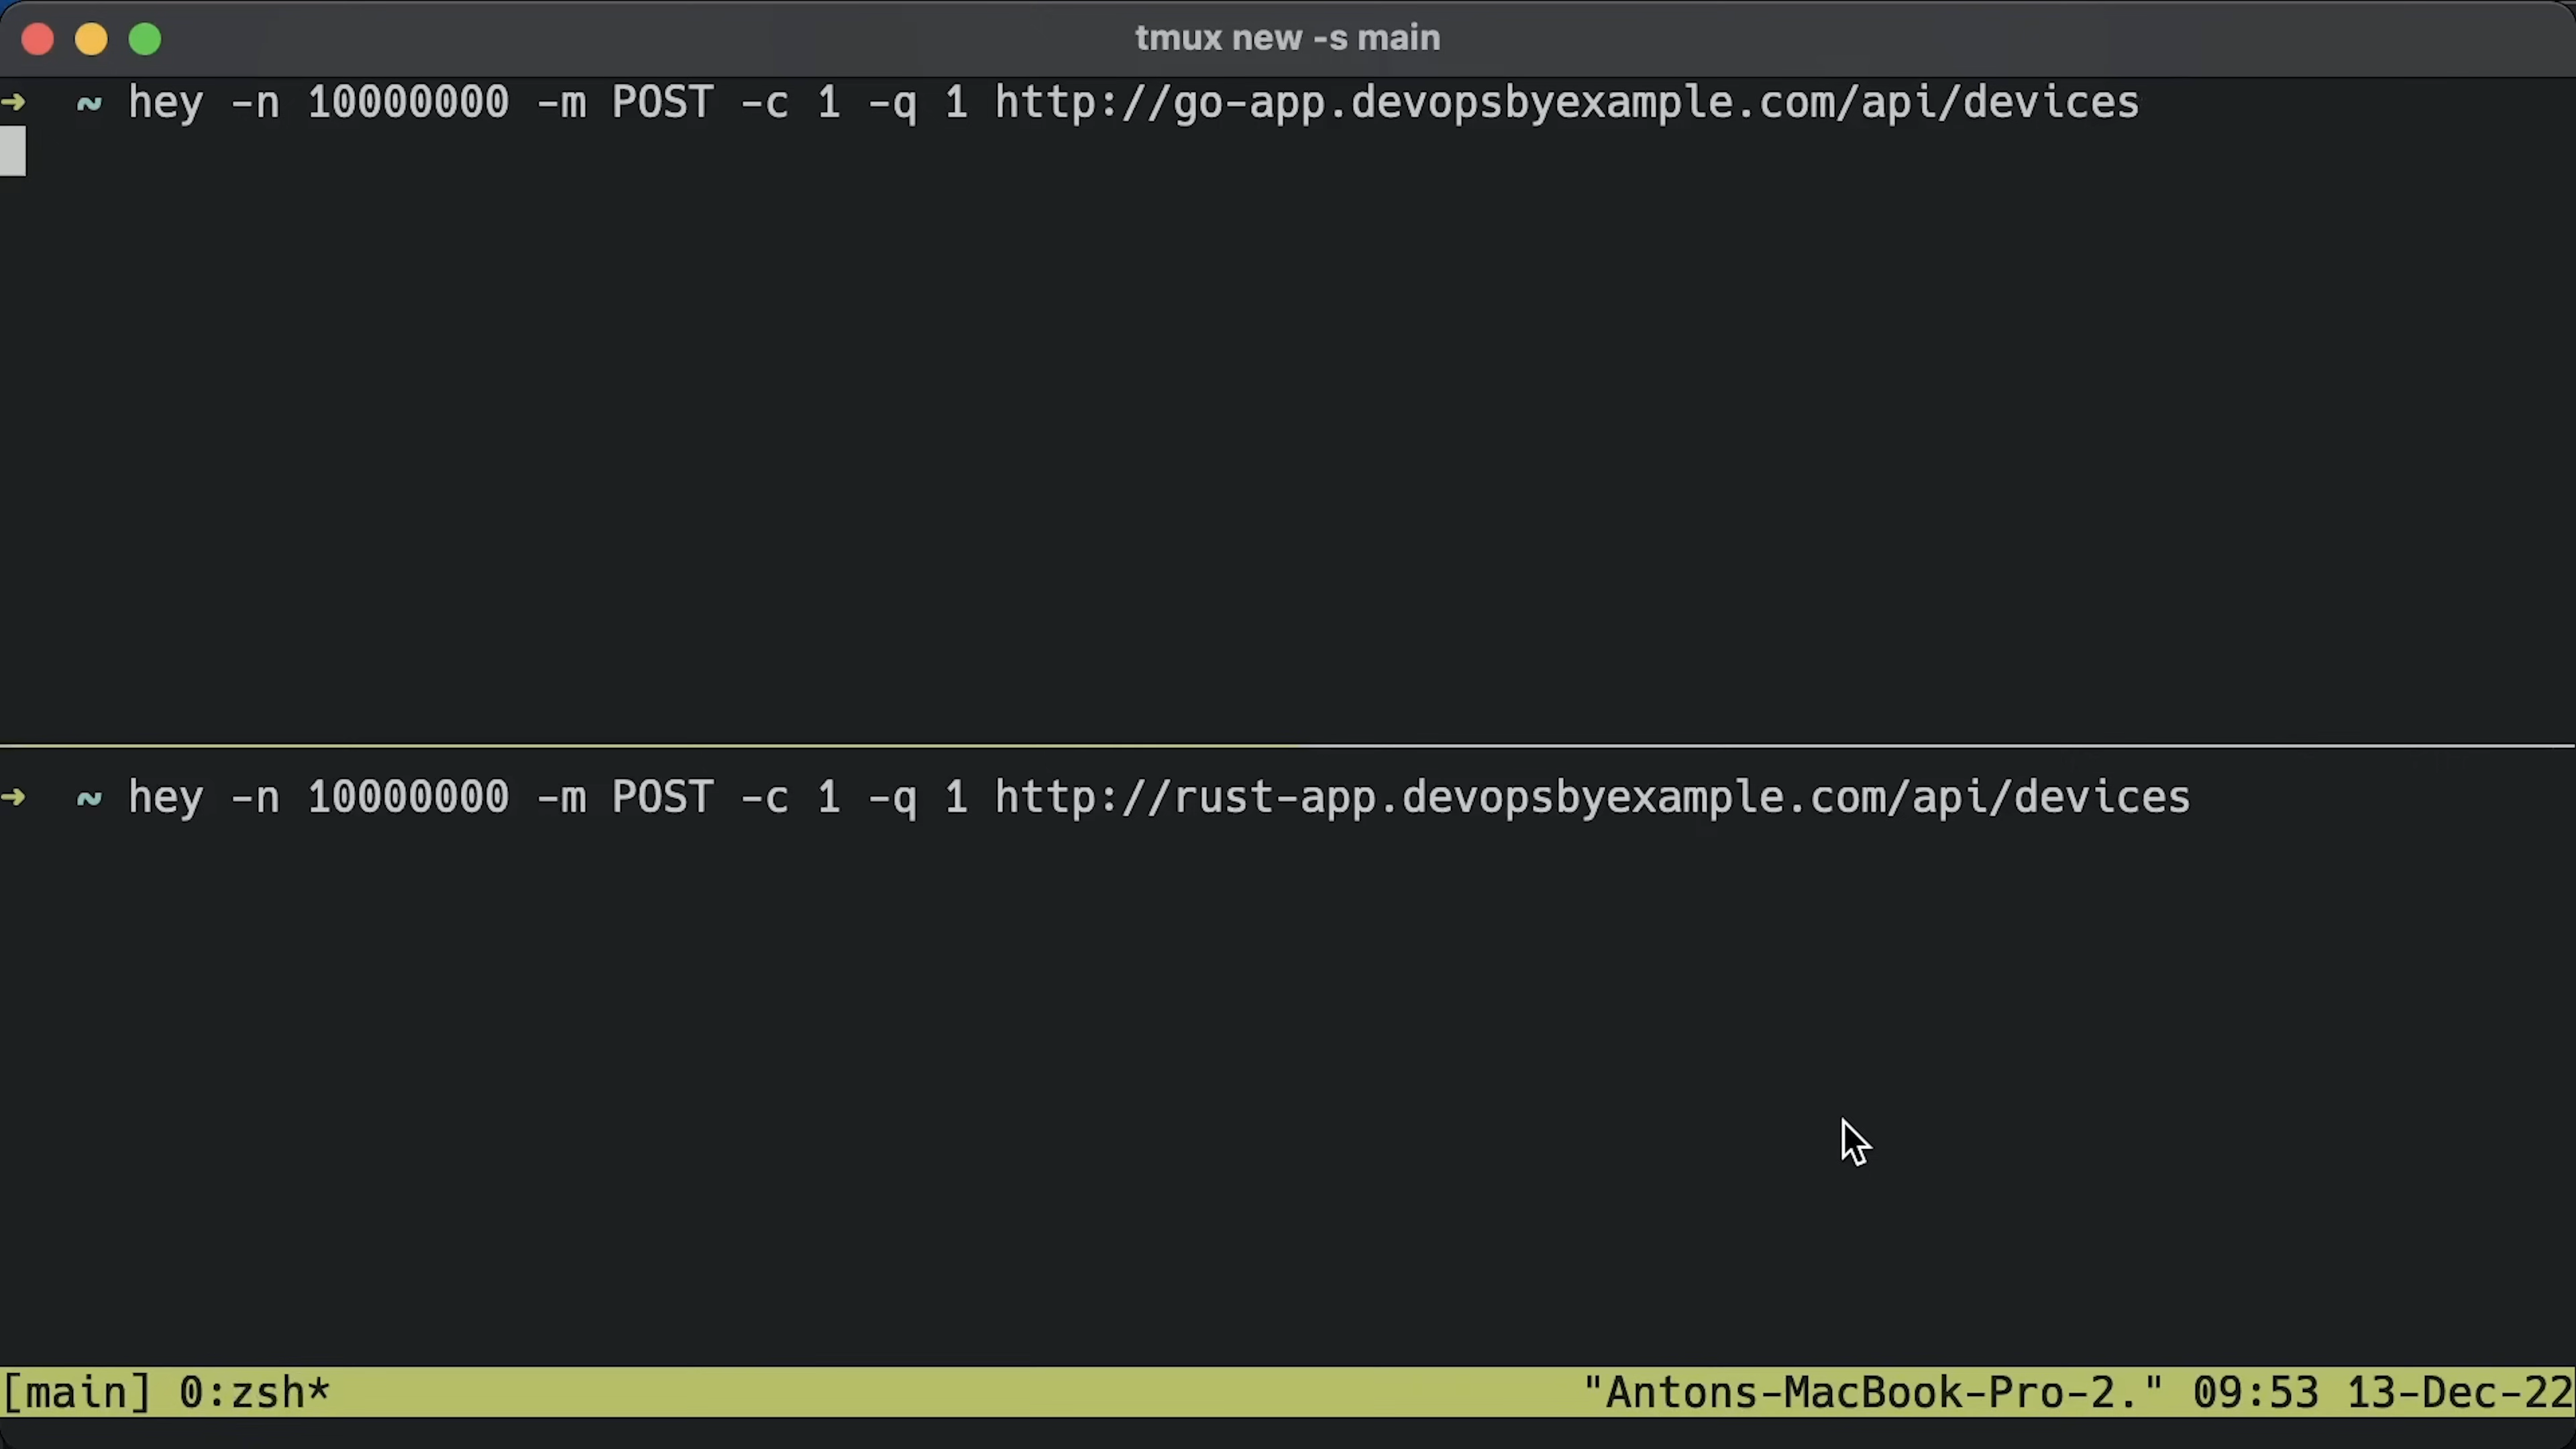 tmux new -s main
➜ ~ hey -n 10000000 -m POST -c 1 -q 1 http://go-app.devopsbyexample.com/api/devices
➜ ~ hey -n 10000000 -m POST -c 1 -q 1 http://rust-app.devopsbyexample.com/api/devices
[main] 0:zsh* "Antons-MacBook-Pro-2." 09:53 13-Dec-22